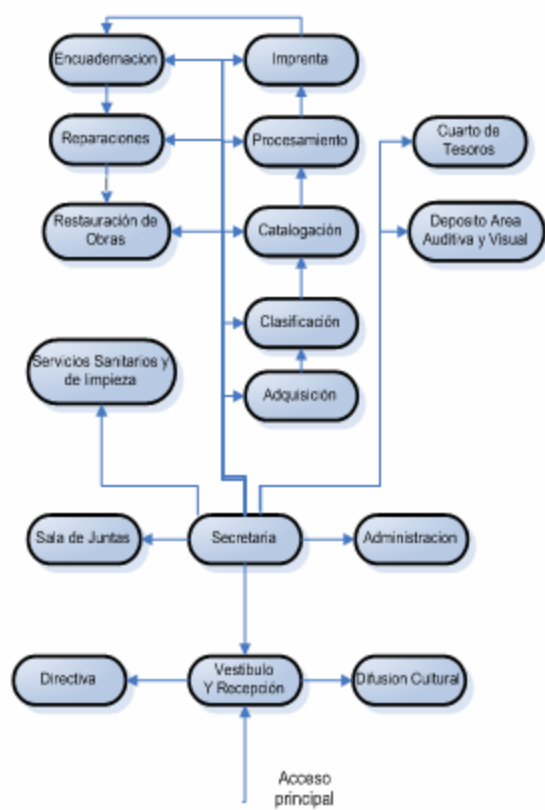 Encuadernacion
Imprenta
Reparaciones
Procesamiento
Cuarto de
Tesoros
Restauración de
Obras
Catalogación
Deposito Area
Auditiva y Visual
Clasificación
Servicios Sanitarios y
de limpieza
Adquisición
Sala de Juntas
Secretaria
Administracion
Directiva
Vestibulo
Y Recepción
Difusion Cultural
Acceso
principal